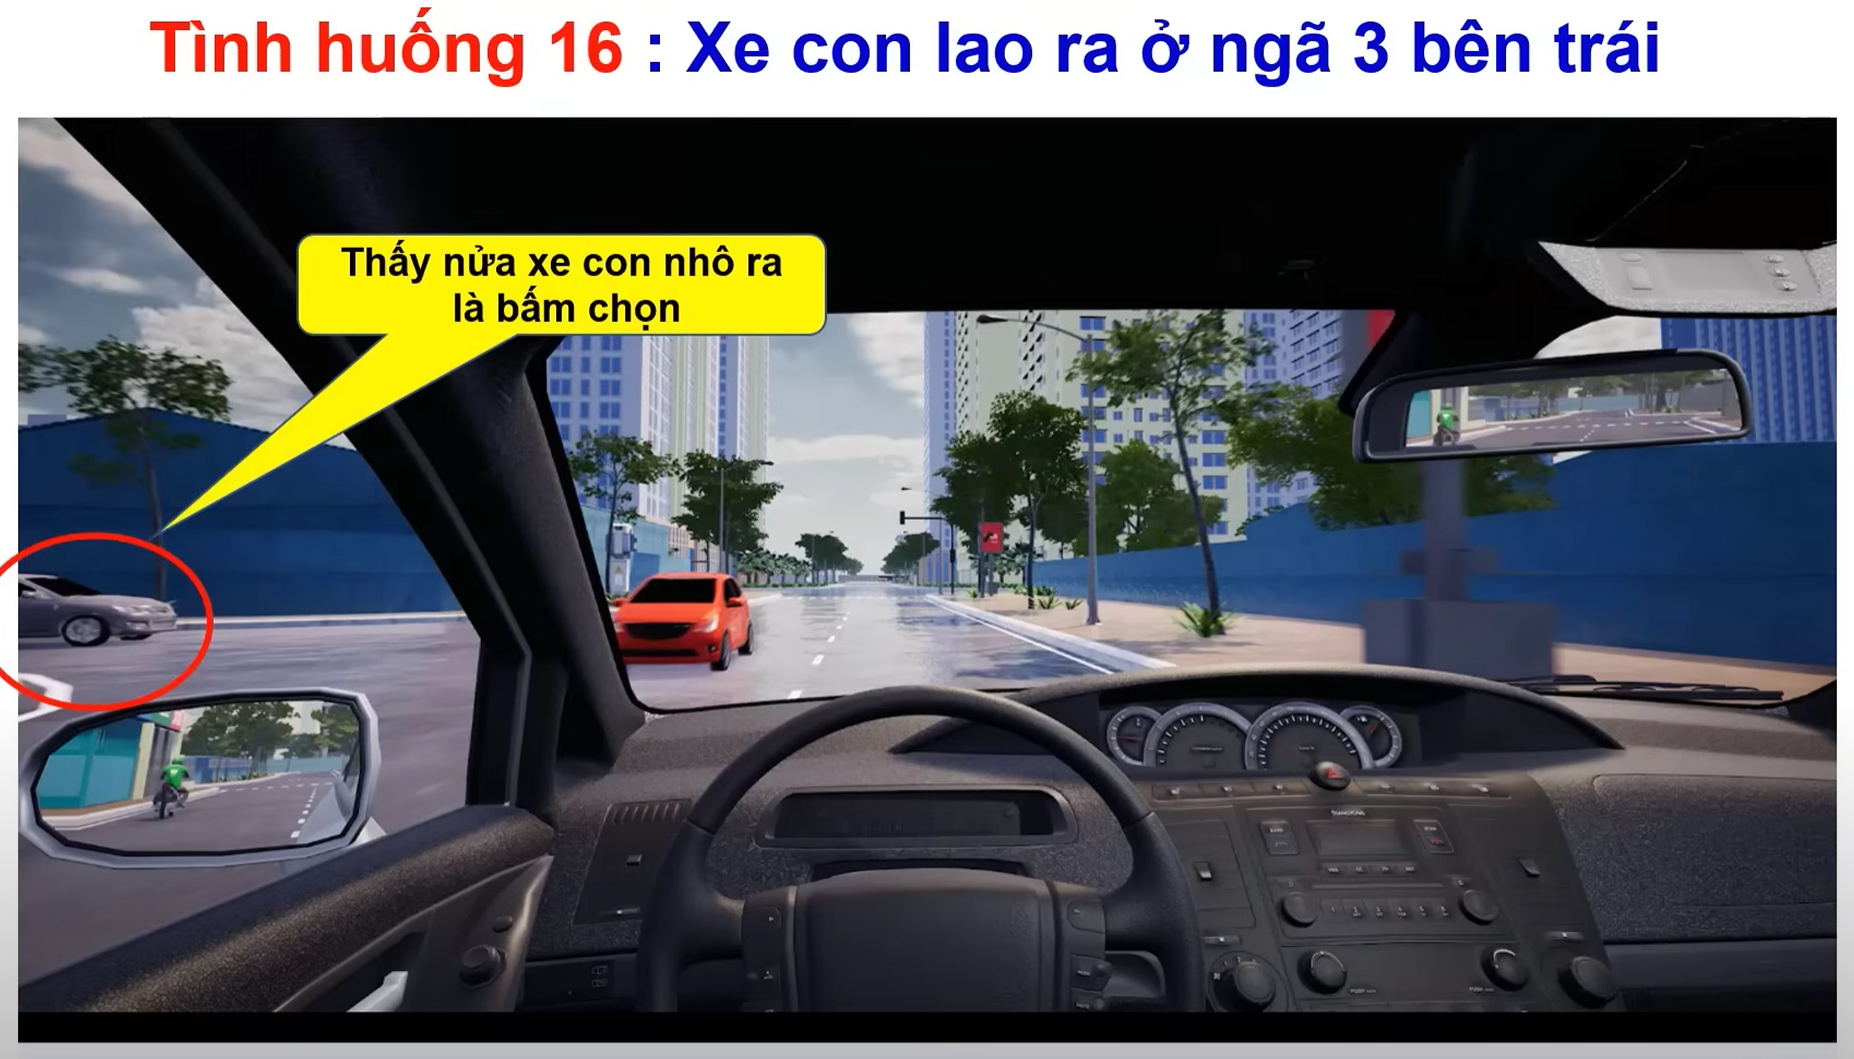 Tình huống 16 : Xe con lao ra ở ngã 3 bên trái
Thấy nửa xe con nhô ra
là bấm chọn